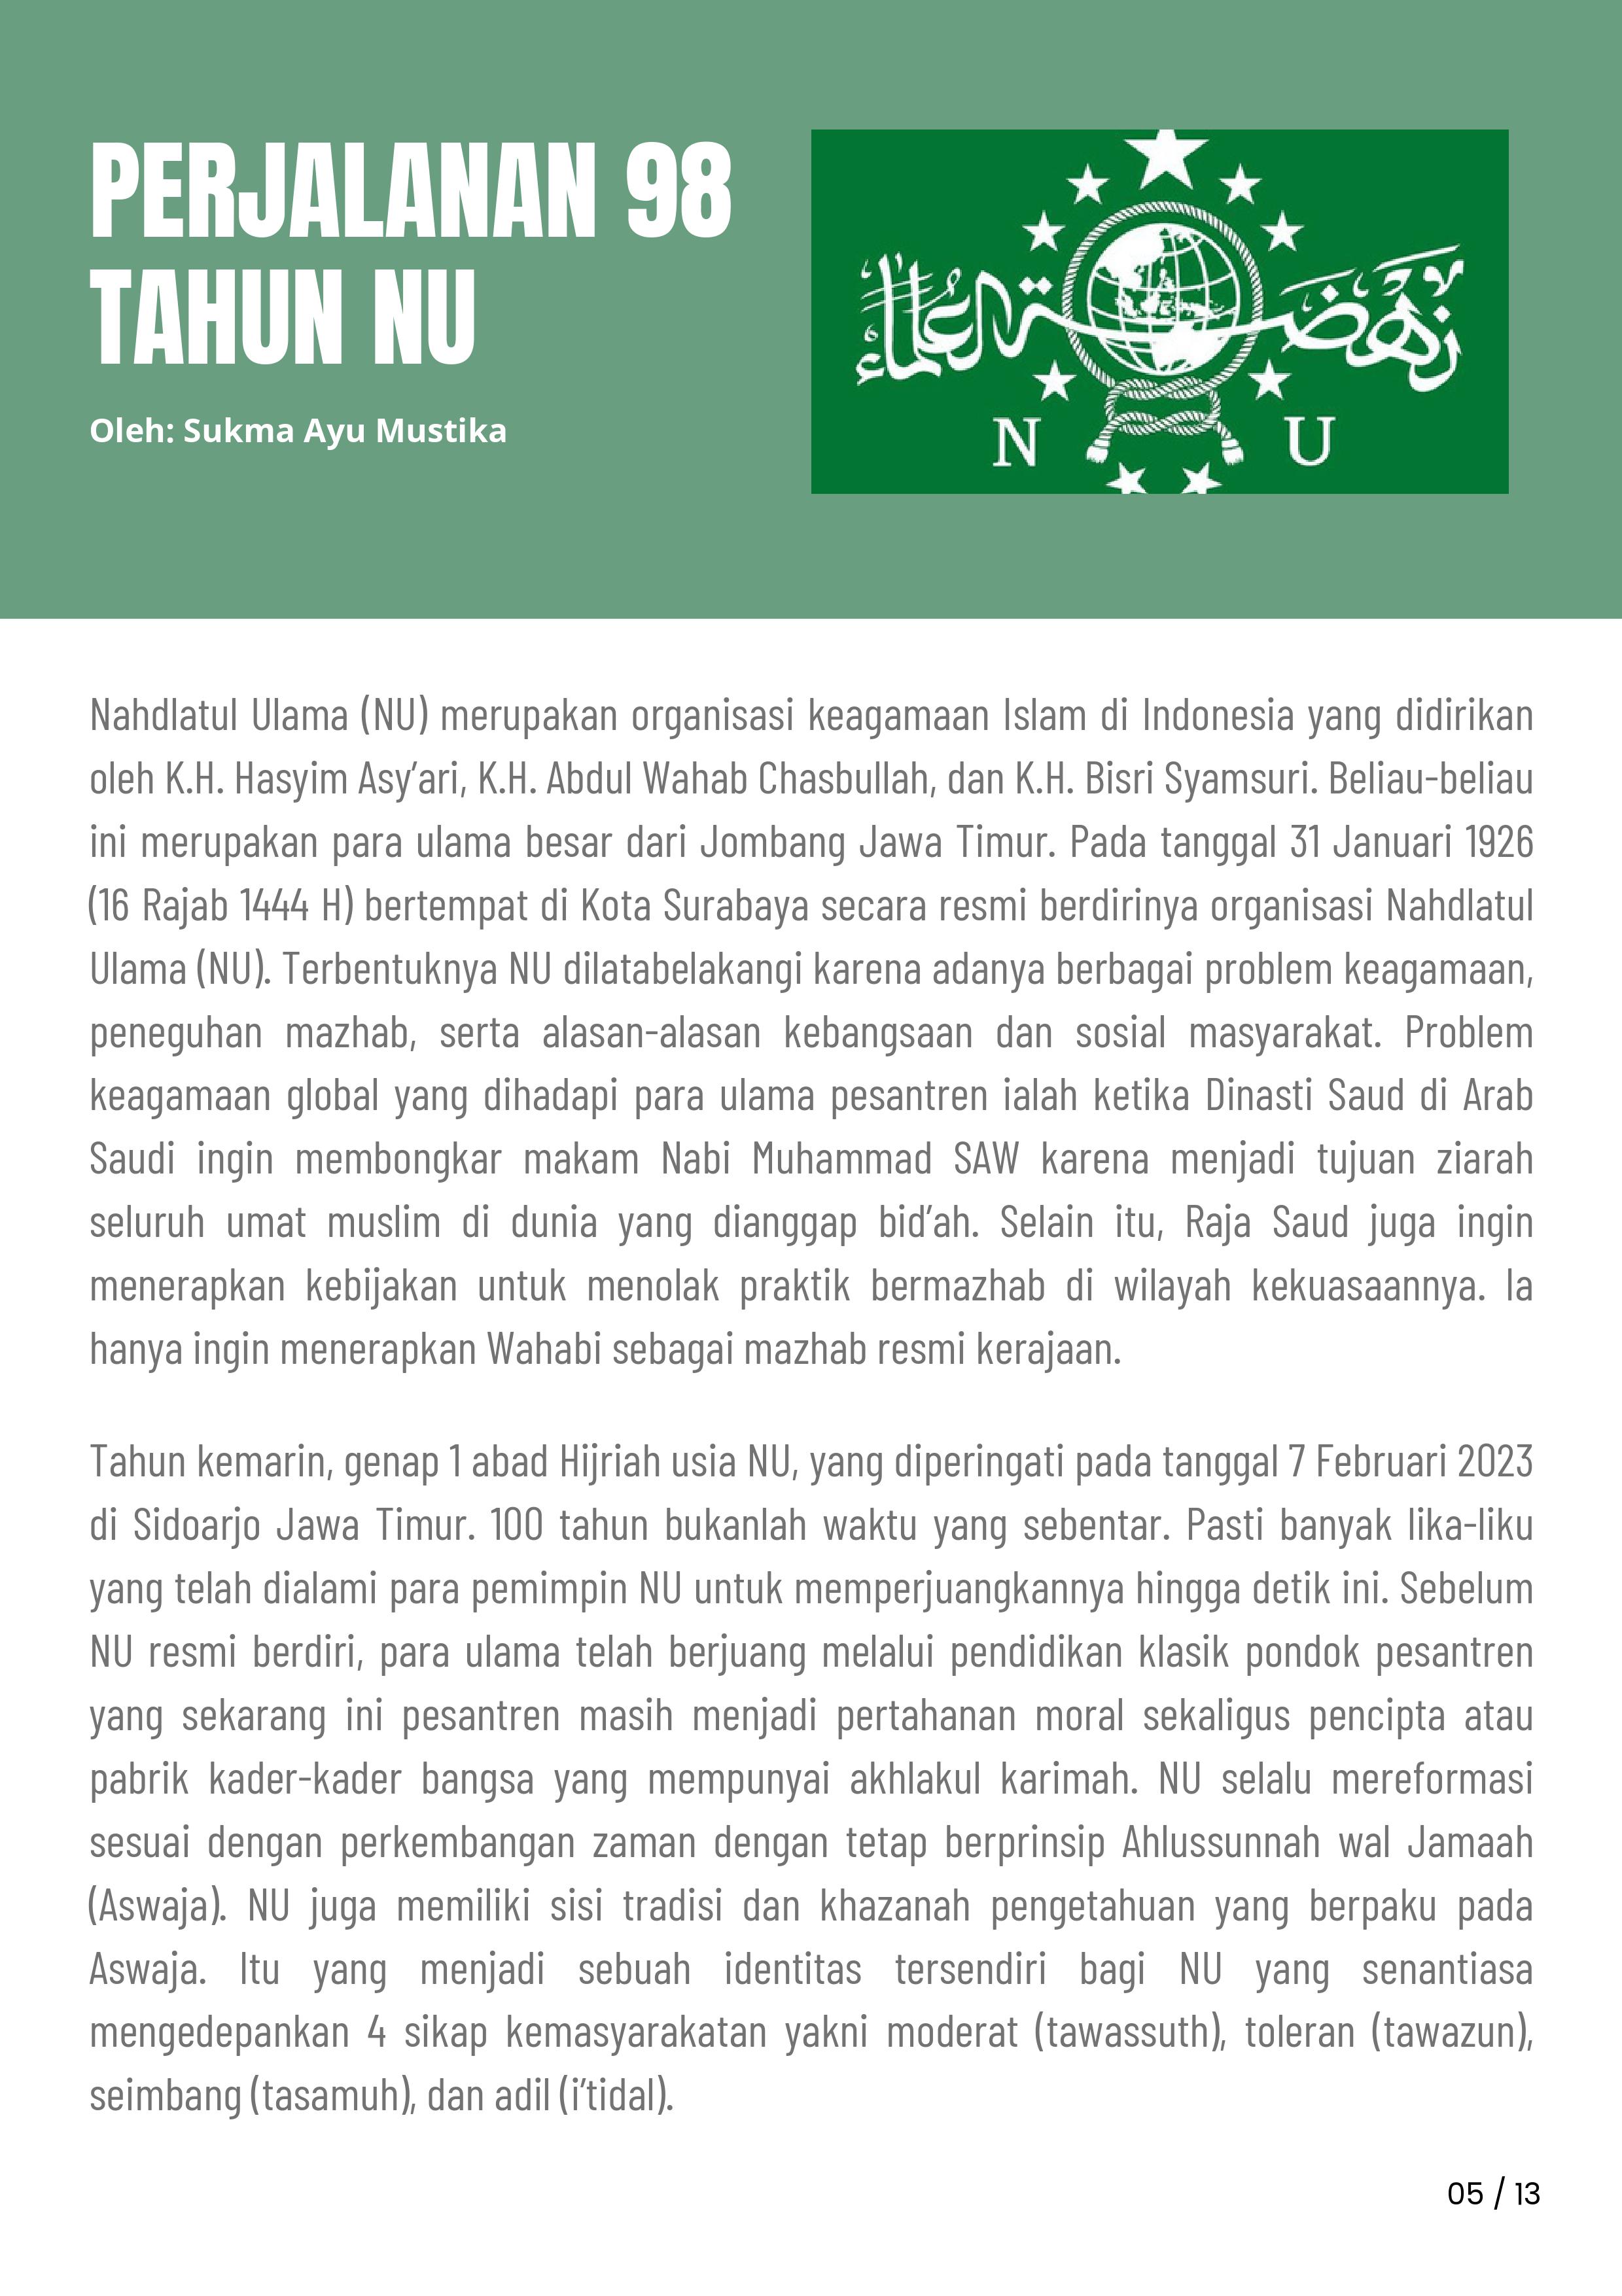 PERJALANAN 98
TAHUN NU
Oleh: Sukma Ayu Mustika
نهضة العلماء
N U
Nahdlatul Ulama (NU) merupakan organisasi keagamaan Islam di Indonesia yang didirikan
oleh K.H. Hasyim Asy’ari, K.H. Abdul Wahab Chasbullah, dan K.H. Bisri Syamsuri. Beliau-beliau
ini merupakan para ulama besar dari Jombang Jawa Timur. Pada tanggal 31 Januari 1926
(16 Rajab 1444 H) bertempat di Kota Surabaya secara resmi berdirinya organisasi Nahdlatul
Ulama (NU). Terbentuknya NU dilatabelakangi karena adanya berbagai problem keagamaan,
peneguhan mazhab, serta alasan-alasan kebangsaan dan sosial masyarakat. Problem
keagamaan global yang dihadapi para ulama pesantren ialah ketika Dinasti Saud di Arab
Saudi ingin membongkar makam Nabi Muhammad SAW karena menjadi tujuan ziarah
seluruh umat muslim di dunia yang dianggap bid’ah. Selain itu, Raja Saud juga ingin
menerapkan kebijakan untuk menolak praktik bermazhab di wilayah kekuasaannya. Ia
hanya ingin menerapkan Wahabi sebagai mazhab resmi kerajaan.
Tahun kemarin, genap 1 abad Hijriah usia NU, yang diperingati pada tanggal 7 Februari 2023
di Sidoarjo Jawa Timur. 100 tahun bukanlah waktu yang sebentar. Pasti banyak lika-liku
yang telah dialami para pemimpin NU untuk memperjuangkannya hingga detik ini. Sebelum
NU resmi berdiri, para ulama telah berjuang melalui pendidikan klasik pondok pesantren
yang sekarang ini pesantren masih menjadi pertahanan moral sekaligus pencipta atau
pabrik kader-kader bangsa yang mempunyai akhlakul karimah. NU selalu mereformasi
sesuai dengan perkembangan zaman dengan tetap berprinsip Ahlussunnah wal Jamaah
(Aswaja). NU juga memiliki sisi tradisi dan khazanah pengetahuan yang berpaku pada
Aswaja. Itu yang menjadi sebuah identitas tersendiri bagi NU yang senantiasa
mengedepankan 4 sikap kemasyarakatan yakni moderat (tawassuth), toleran (tawazun),
seimbang (tasamuh), dan adil (i’tidal).
05 / 13